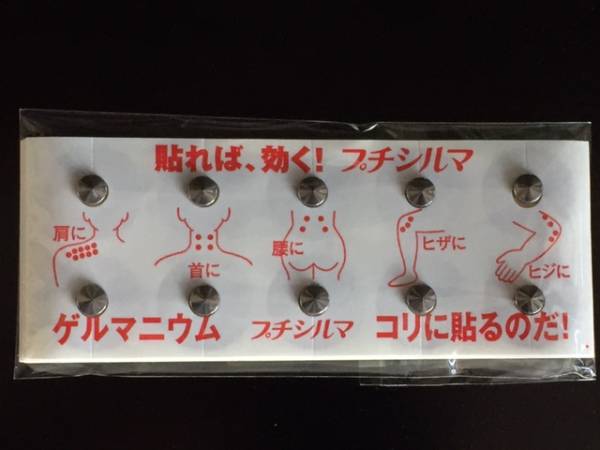 貼れば、効く! プチシルマ
肩に
首に
腰に
ヒザに
ヒジに
ゲルマニウム プチシルマ コリに貼るのだ!